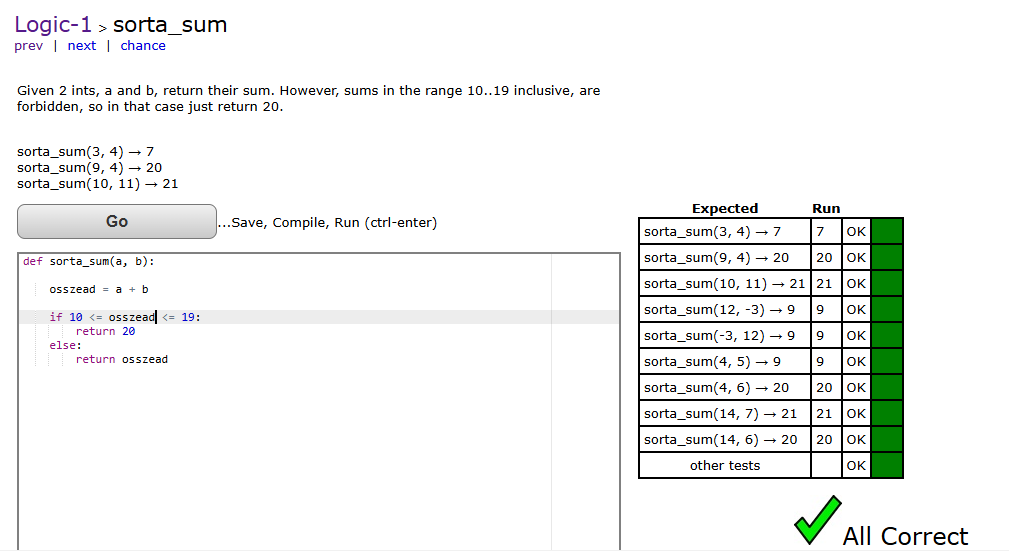 Logic-1 > sorta_sum
prev | next | chance
Given 2 ints, a and b, return their sum. However, sums in the range 10..19 inclusive, are
forbidden, so in that case just return 20.
sorta_sum(3, 4) → 7
sorta_sum(9, 4) → 20
sorta_sum(10, 11) → 21
Go
...Save, Compile, Run (ctrl-enter)
def sorta_sum(a, b):
osszead = a + b
if 10 <= osszead <= 19:
return 20
else:
return osszead
Expected Run
sorta_sum(3, 4) → 7 7 OK
sorta_sum(9, 4) → 20 20 OK
sorta_sum(10, 11) → 21 21 OK
sorta_sum(12, -3) → 9 9 OK
sorta_sum(-3, 12) → 9 9 OK
sorta_sum(4, 5) → 9 9 OK
sorta_sum(4, 6) → 20 20 OK
sorta_sum(14, 7) → 21 21 OK
sorta_sum(14, 6) → 20 20 OK
other tests OK
All Correct